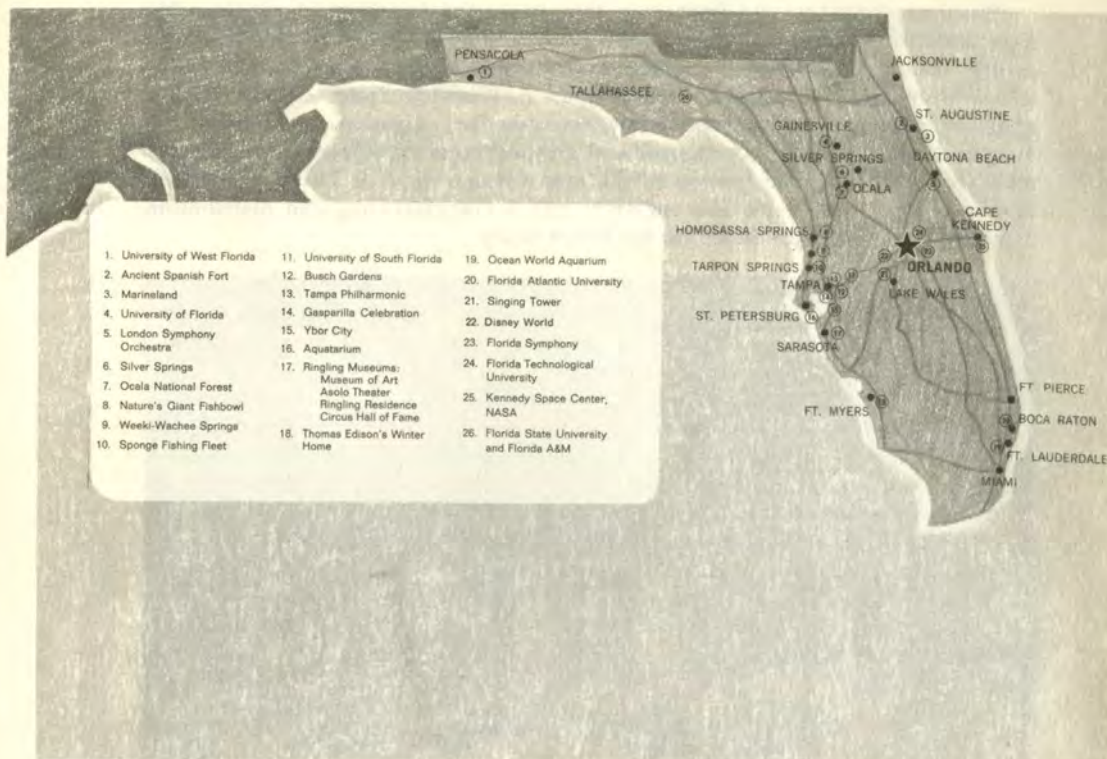 PENSACOLA
1
TALLAHASSEE
26
JACKSONVILLE
ST. AUGUSTINE
GAINERVILLE
SILVER SPRINGS
DAYTONA BEACH
OCALA
CAPE
KENNEDY
HOMOSASSA SPRINGS
ORLANDO
TARPON SPRINGS
TAMPA
LAKE WALES
ST. PETERSBURG
SARASOTA
FT. MYERS
FT. PIERCE
BOCA RATON
FT. LAUDERDALE
MIAMI
1. University of West Florida
2. Ancient Spanish Fort
3. Marineland
4. University of Florida
5. London Symphony
Orchestra
6. Silver Springs
7. Ocala National Forest
8. Nature's Giant Fishbowl
9. Weeki-Wachee Springs
10. Sponge Fishing Fleet
11. University of South Florida
12. Busch Gardens
13. Tampa Philharmonic
14. Gasparilla Celebration
15. Ybor City
16. Aquatarium
17. Ringling Museums:
Museum of Art
Asolo Theater
Ringling Residence
Circus Hall of Fame
18. Thomas Edison's Winter
Home
19. Ocean World Aquarium
20. Florida Atlantic University
21. Singing Tower
22. Disney World
23. Florida Symphony
24. Florida Technological
University
25. Kennedy Space Center,
NASA
26. Florida State University
and Florida A&M